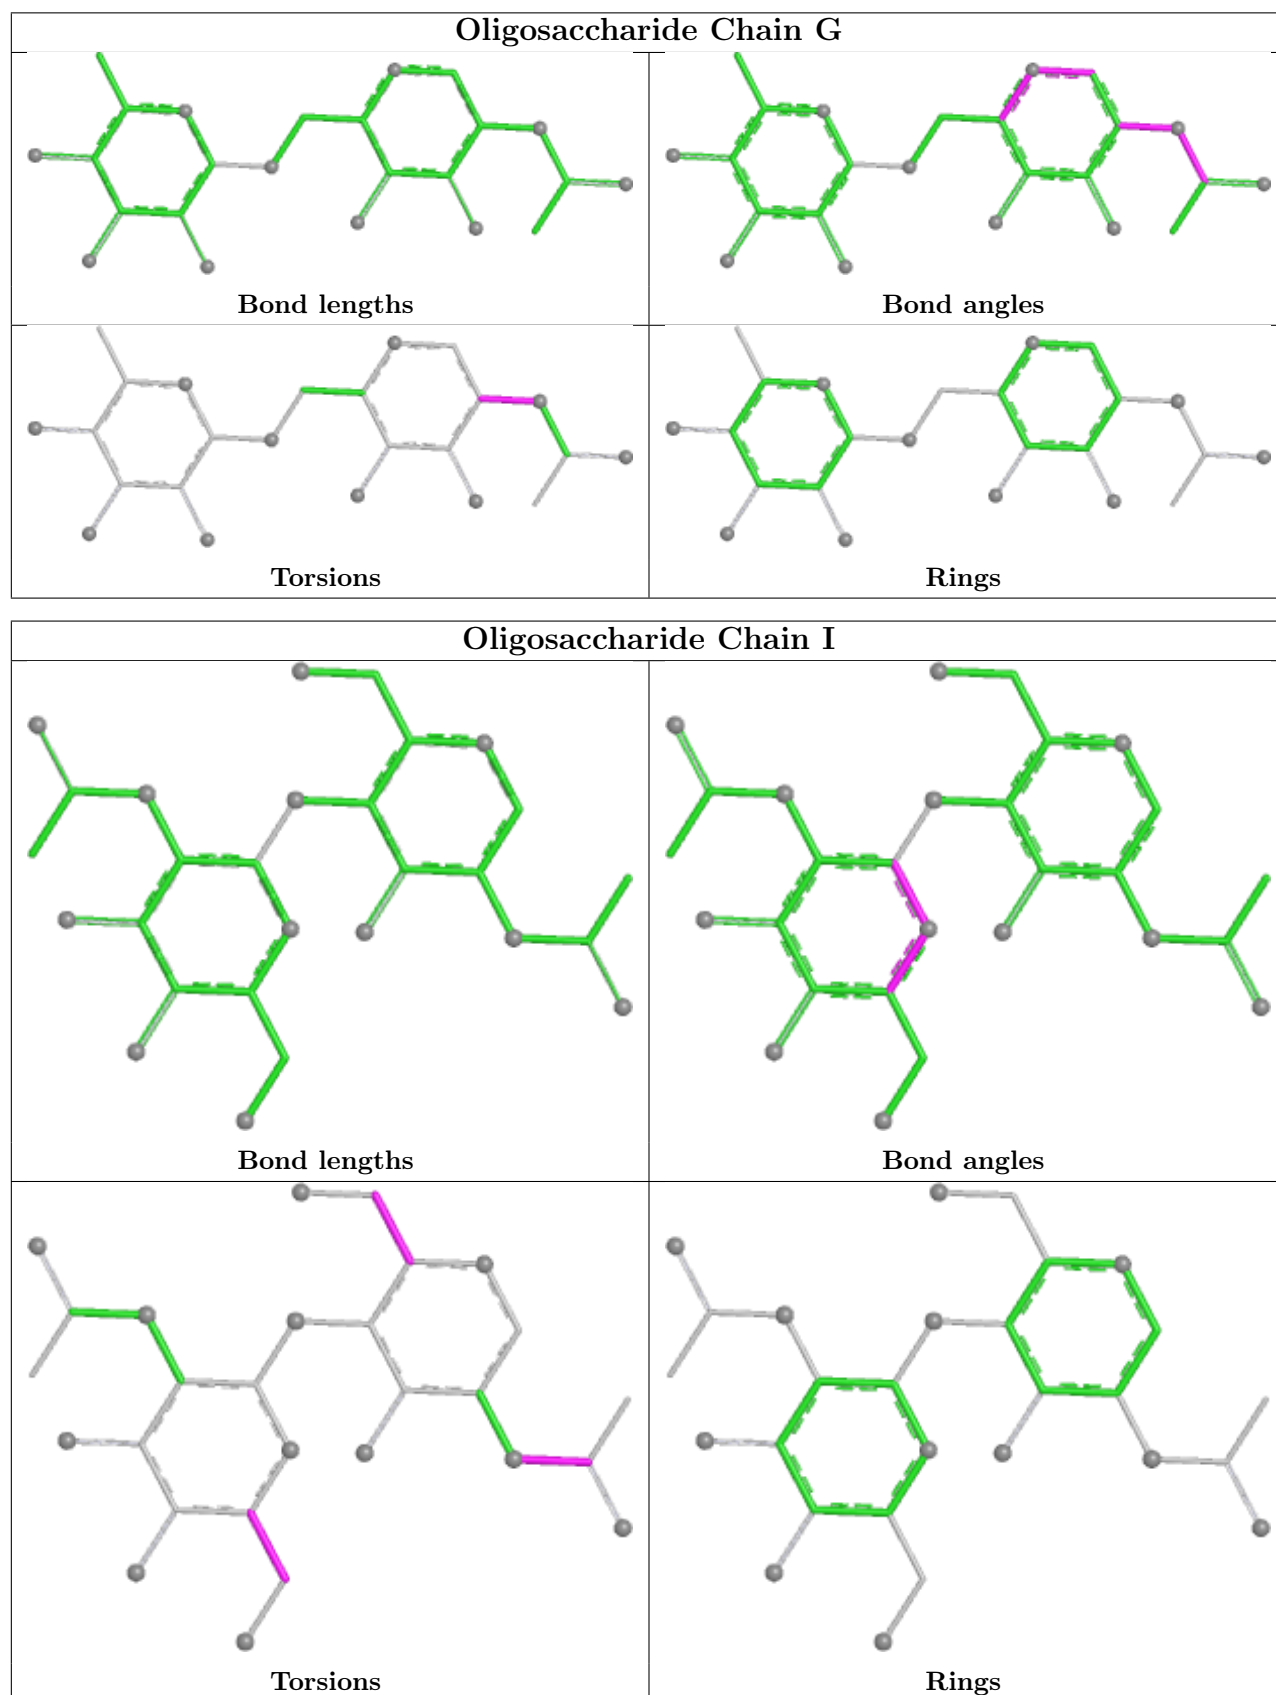 Oligosaccharide Chain G
Bond lengths
Bond angles
Torsions
Rings
Oligosaccharide Chain I
Bond lengths
Bond angles
Torsions
Rings